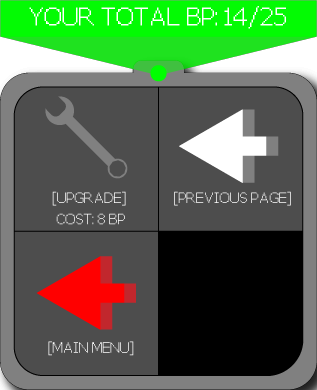 YOUR TOTAL BP: 14/25
[UPGRADE]
COST: 8 BP
[PREVIOUS PAGE]
[MAIN MENU]